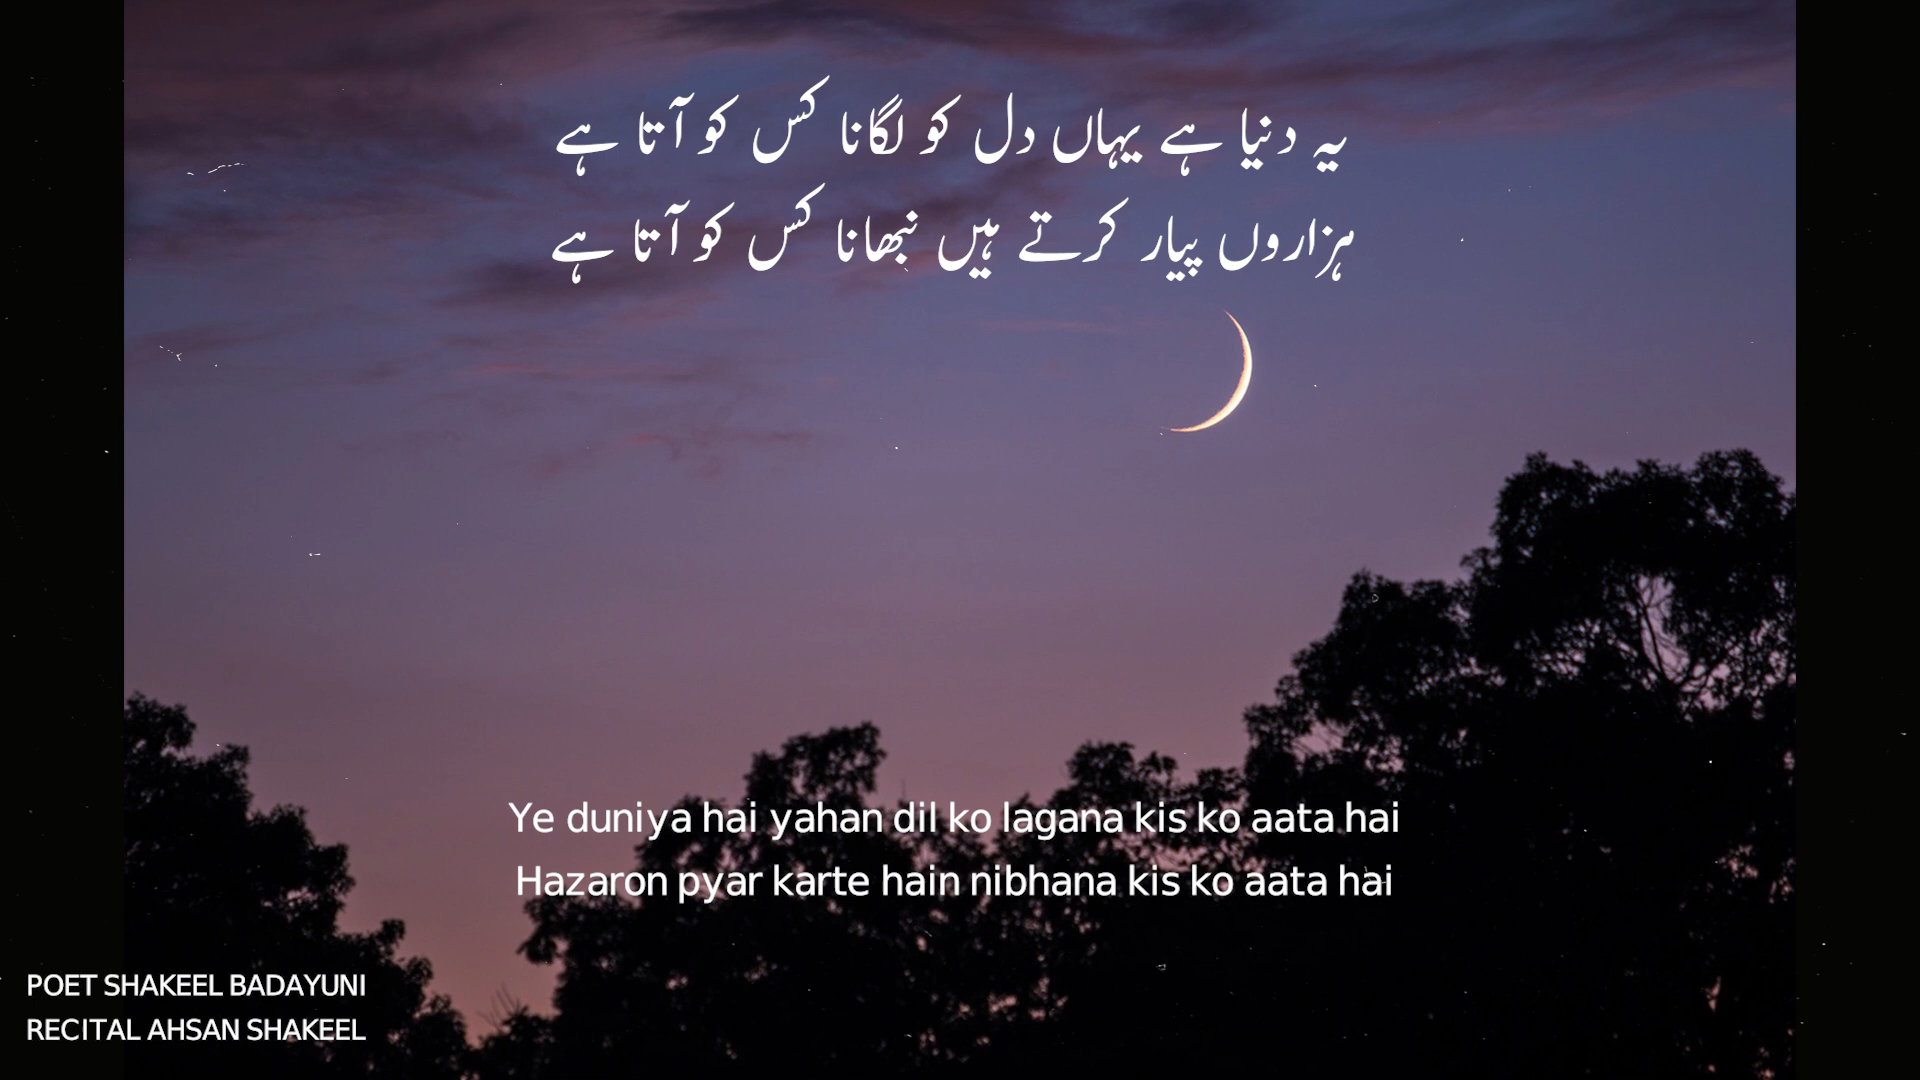 یہ دنیا ہے یہاں دل کو لگانا کس کو آتا ہے
ہزاروں پیار کرتے ہیں نبھانا کس کو آتا ہے
Ye duniya hai yahan dil ko lagana kis ko aata hai
Hazaron pyar karte hain nibhana kis ko aata hai
POET SHAKEEL BADAYUNI
RECITAL AHSAN SHAKEEL